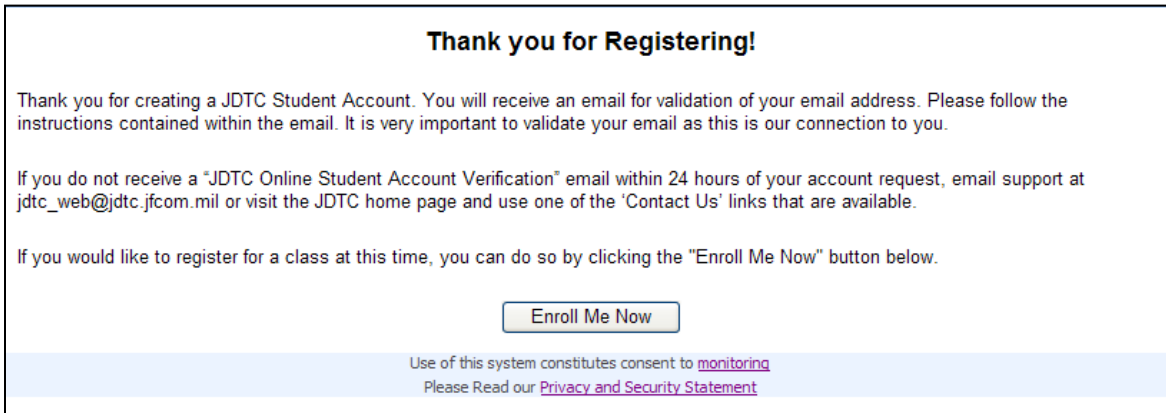 Thank you for Registering!
Thank you for creating a JDTC Student Account. You will receive an email for validation of your email address. Please follow the
instructions contained within the email. It is very important to validate your email as this is our connection to you.
If you do not receive a “JDTC Online Student Account Verification” email within 24 hours of your account request, email support at
jdtc_web@jdtc.jfcom.mil or visit the JDTC home page and use one of the ‘Contact Us’ links that are available.
If you would like to register for a class at this time, you can do so by clicking the "Enroll Me Now" button below.
Enroll Me Now
Use of this system constitutes consent to monitoring
Please Read our Privacy and Security Statement